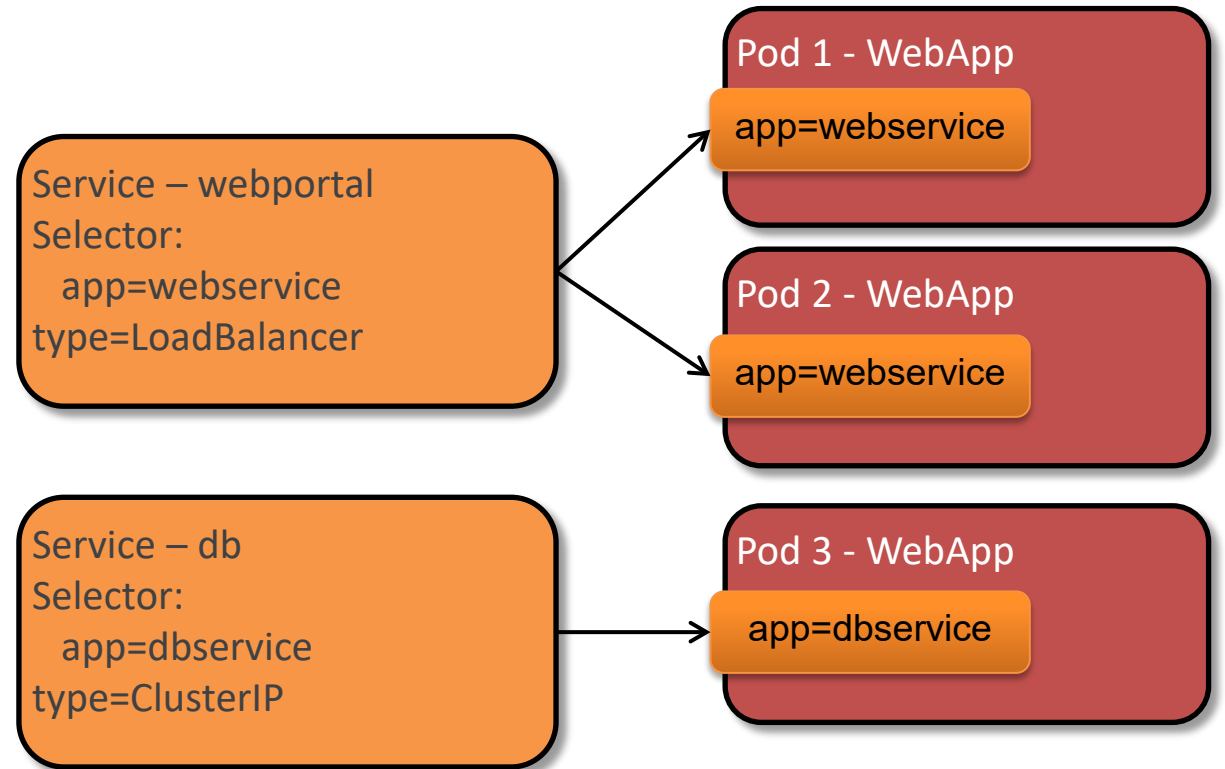 Service – webportal
Selector:
app=webservice
type=LoadBalancer
Pod 1 - WebApp
app=webservice
Pod 2 - WebApp
app=webservice
Service – db
Selector:
app=dbservice
type=ClusterIP
Pod 3 - WebApp
app=dbservice